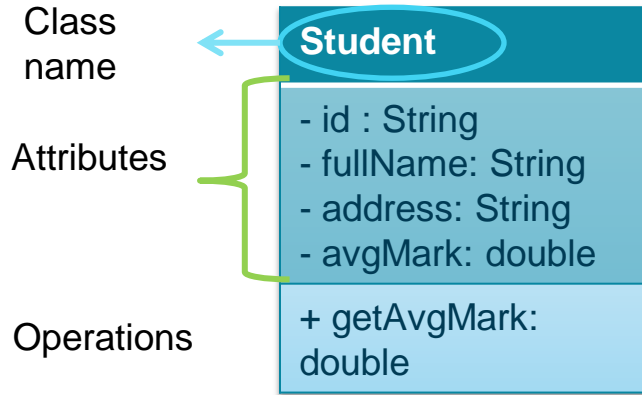 Class
name
Student
Attributes
- id : String
- fullName: String
- address: String
- avgMark: double
Operations
+ getAvgMark:
double